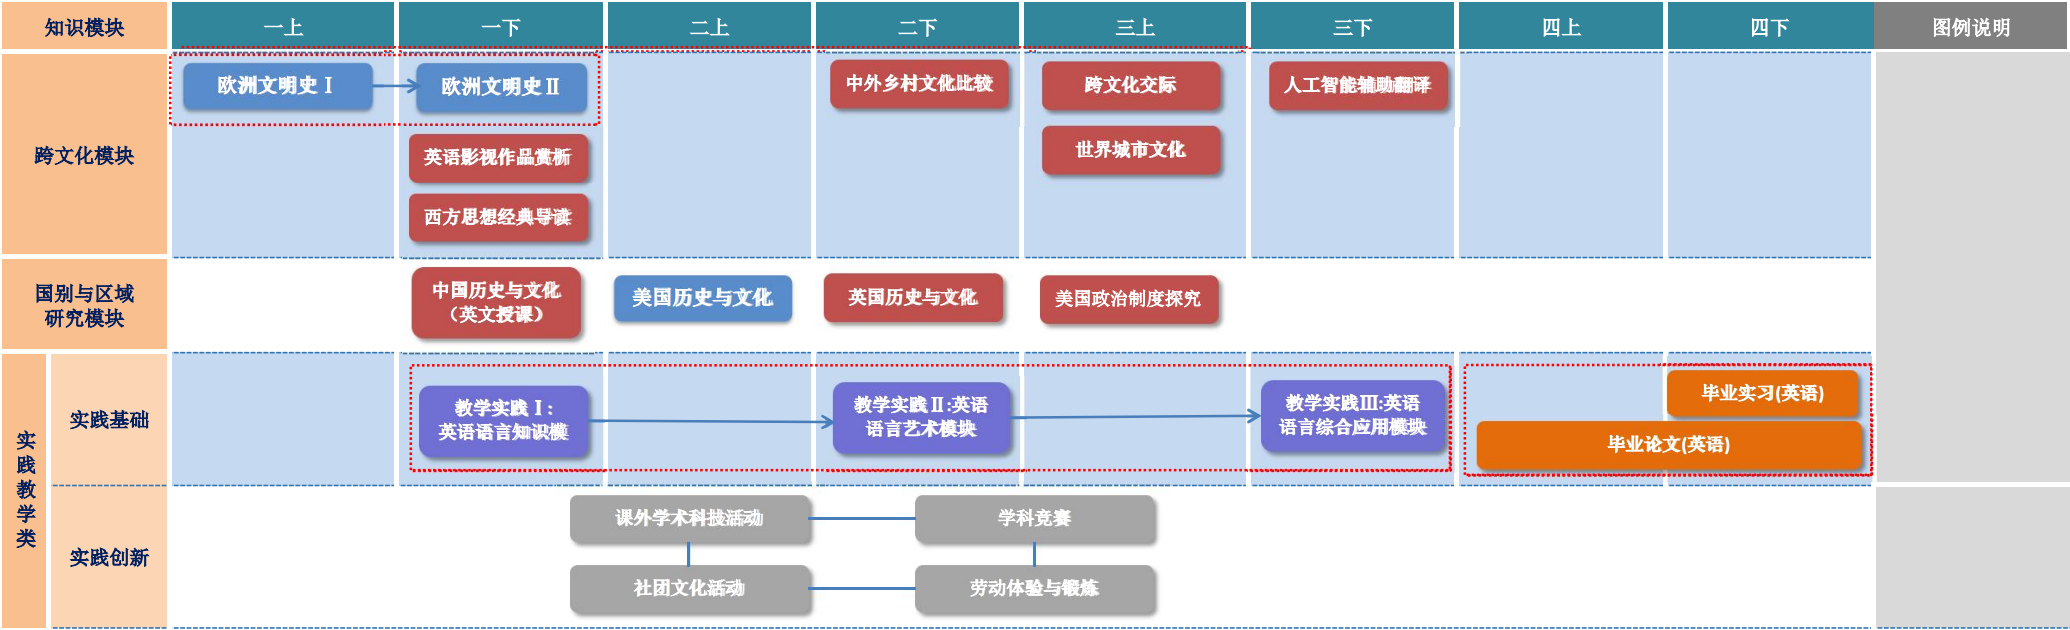 知识模块
一上
一下
二上
二下
三上
三下
四上
四下
图例说明
跨文化模块
欧洲文明史Ⅰ
欧洲文明史Ⅱ
英语影视作品赏析
西方思想经典导读
中外乡村文化比较
跨文化交际
世界城市文化
人工智能辅助翻译
国别与区域
研究模块
中国历史与文化
（英文授课）
美国历史与文化
英国历史与文化
美国政治制度探究
实践教学类
实践基础
教学实践Ⅰ:
英语语言知识模
教学实践Ⅱ:英语
语言艺术模块
教学实践Ⅲ:英语
语言综合应用模块
毕业实习(英语)
毕业论文(英语)
实践创新
课外学术科技活动
学科竞赛
社团文化活动
劳动体验与锻炼